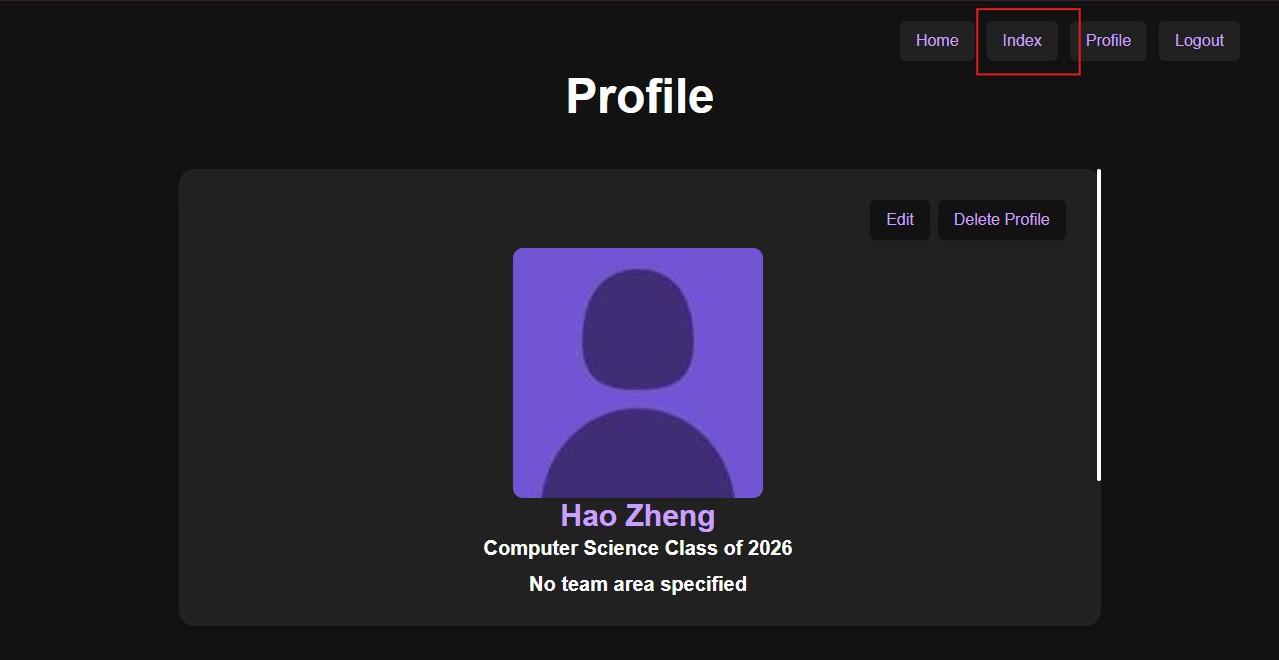 Home Index Profile Logout
Profile
Edit Delete Profile
Hao Zheng
Computer Science Class of 2026
No team area specified